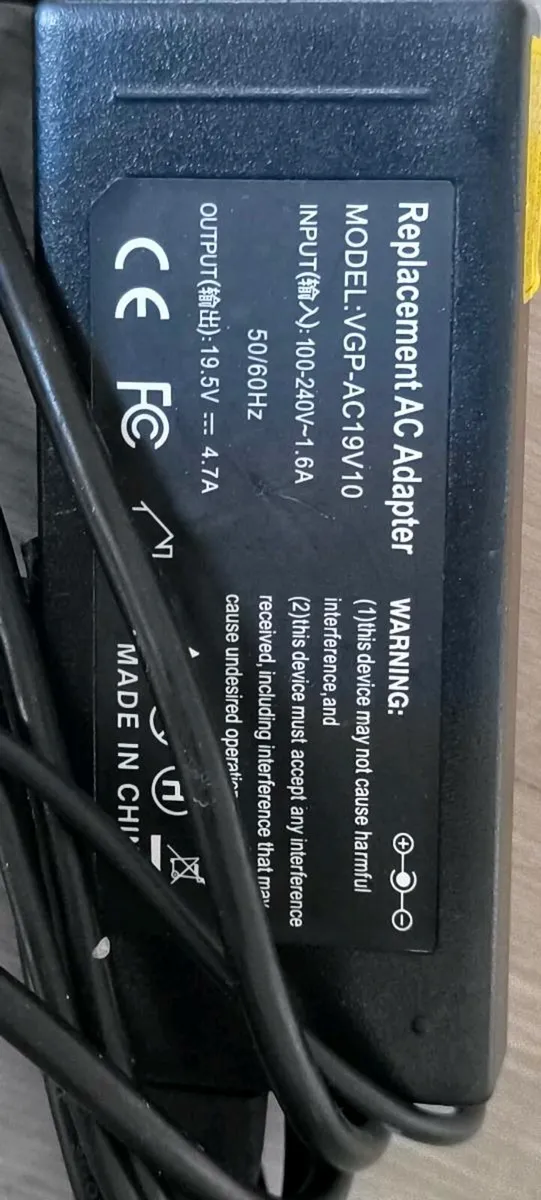 Replacement AC Adapter
MODEL:VGP-AC19V10
INPUT(输入):100-240V~1.6A
50/60Hz
OUTPUT(输出):19.5V ⎓ 4.7A
CE FC
WARNING:
(1)this device may not cause harmful
interference,and
(2)this device must accept any interference
received, including interference that may
cause undesired
H
MADE IN